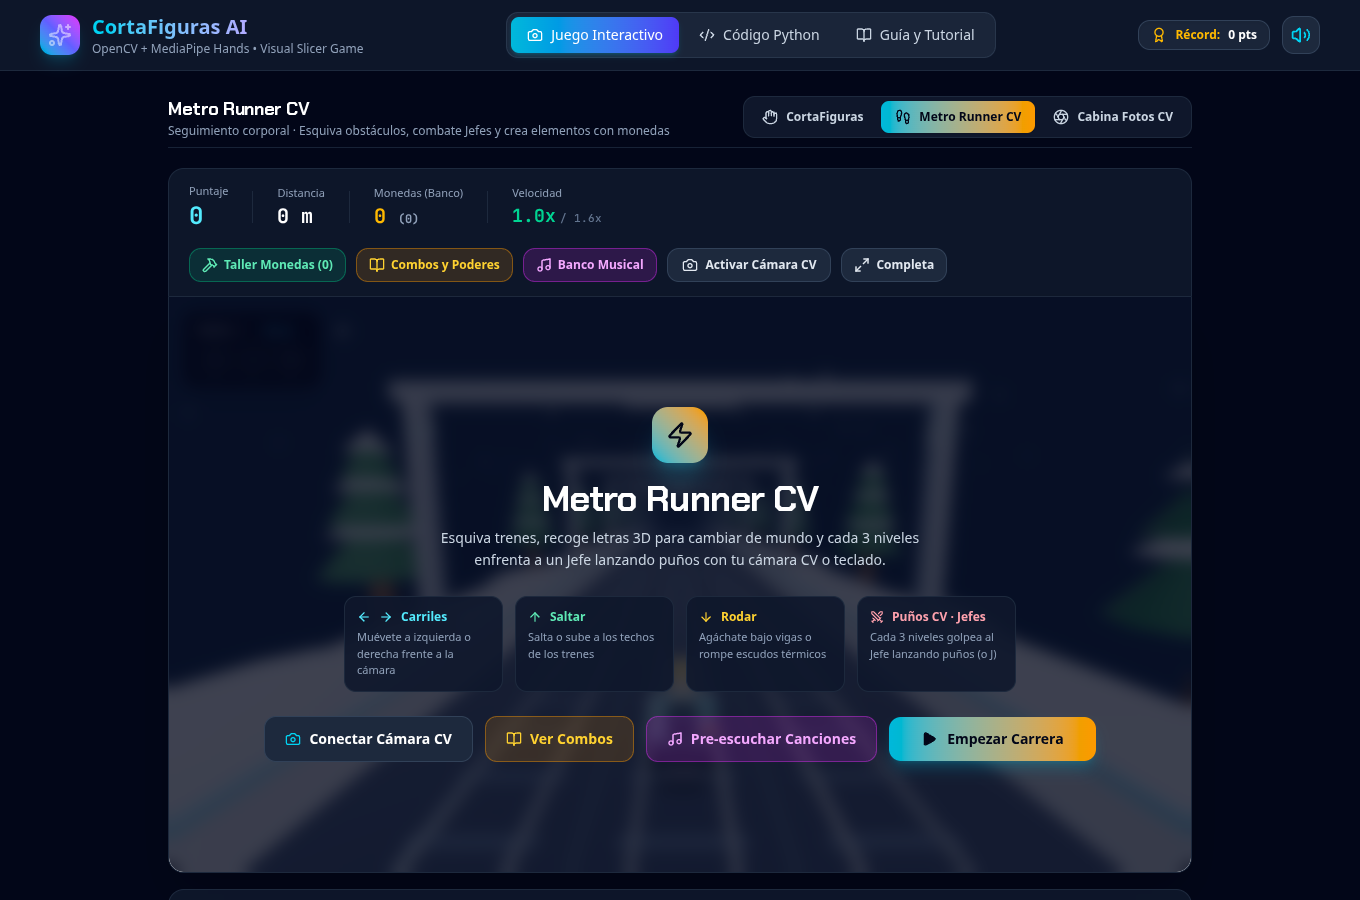 CortaFiguras AI
OpenCV + MediaPipe Hands • Visual Slicer Game
Juego Interactivo
Código Python
Guía y Tutorial
Récord: 0 pts
Metro Runner CV
Seguimiento corporal · Esquiva obstáculos, combate Jefes y crea elementos con monedas
CortaFiguras
Metro Runner CV
Cabina Fotos CV
Puntaje
0
Distancia
0 m
Monedas (Banco)
0 (0)
Velocidad
1.0x / 1.6x
Taller Monedas (0)
Combos y Poderes
Banco Musical
Activar Cámara CV
Completa
Metro Runner CV
Esquiva trenes, recoge letras 3D para cambiar de mundo y cada 3 niveles
enfrenta a un Jefe lanzando puños con tu cámara CV o teclado.
← → Carriles
Muévete a izquierda o
derecha frente a la
cámara
↑ Saltar
Salta o sube a los techos
de los trenes
↓ Rodar
Agáchate bajo vigas o
rompe escudos térmicos
Puños CV · Jefes
Cada 3 niveles golpea al
Jefe lanzando puños (o J)
Conectar Cámara CV
Ver Combos
Pre-escuchar Canciones
Empezar Carrera